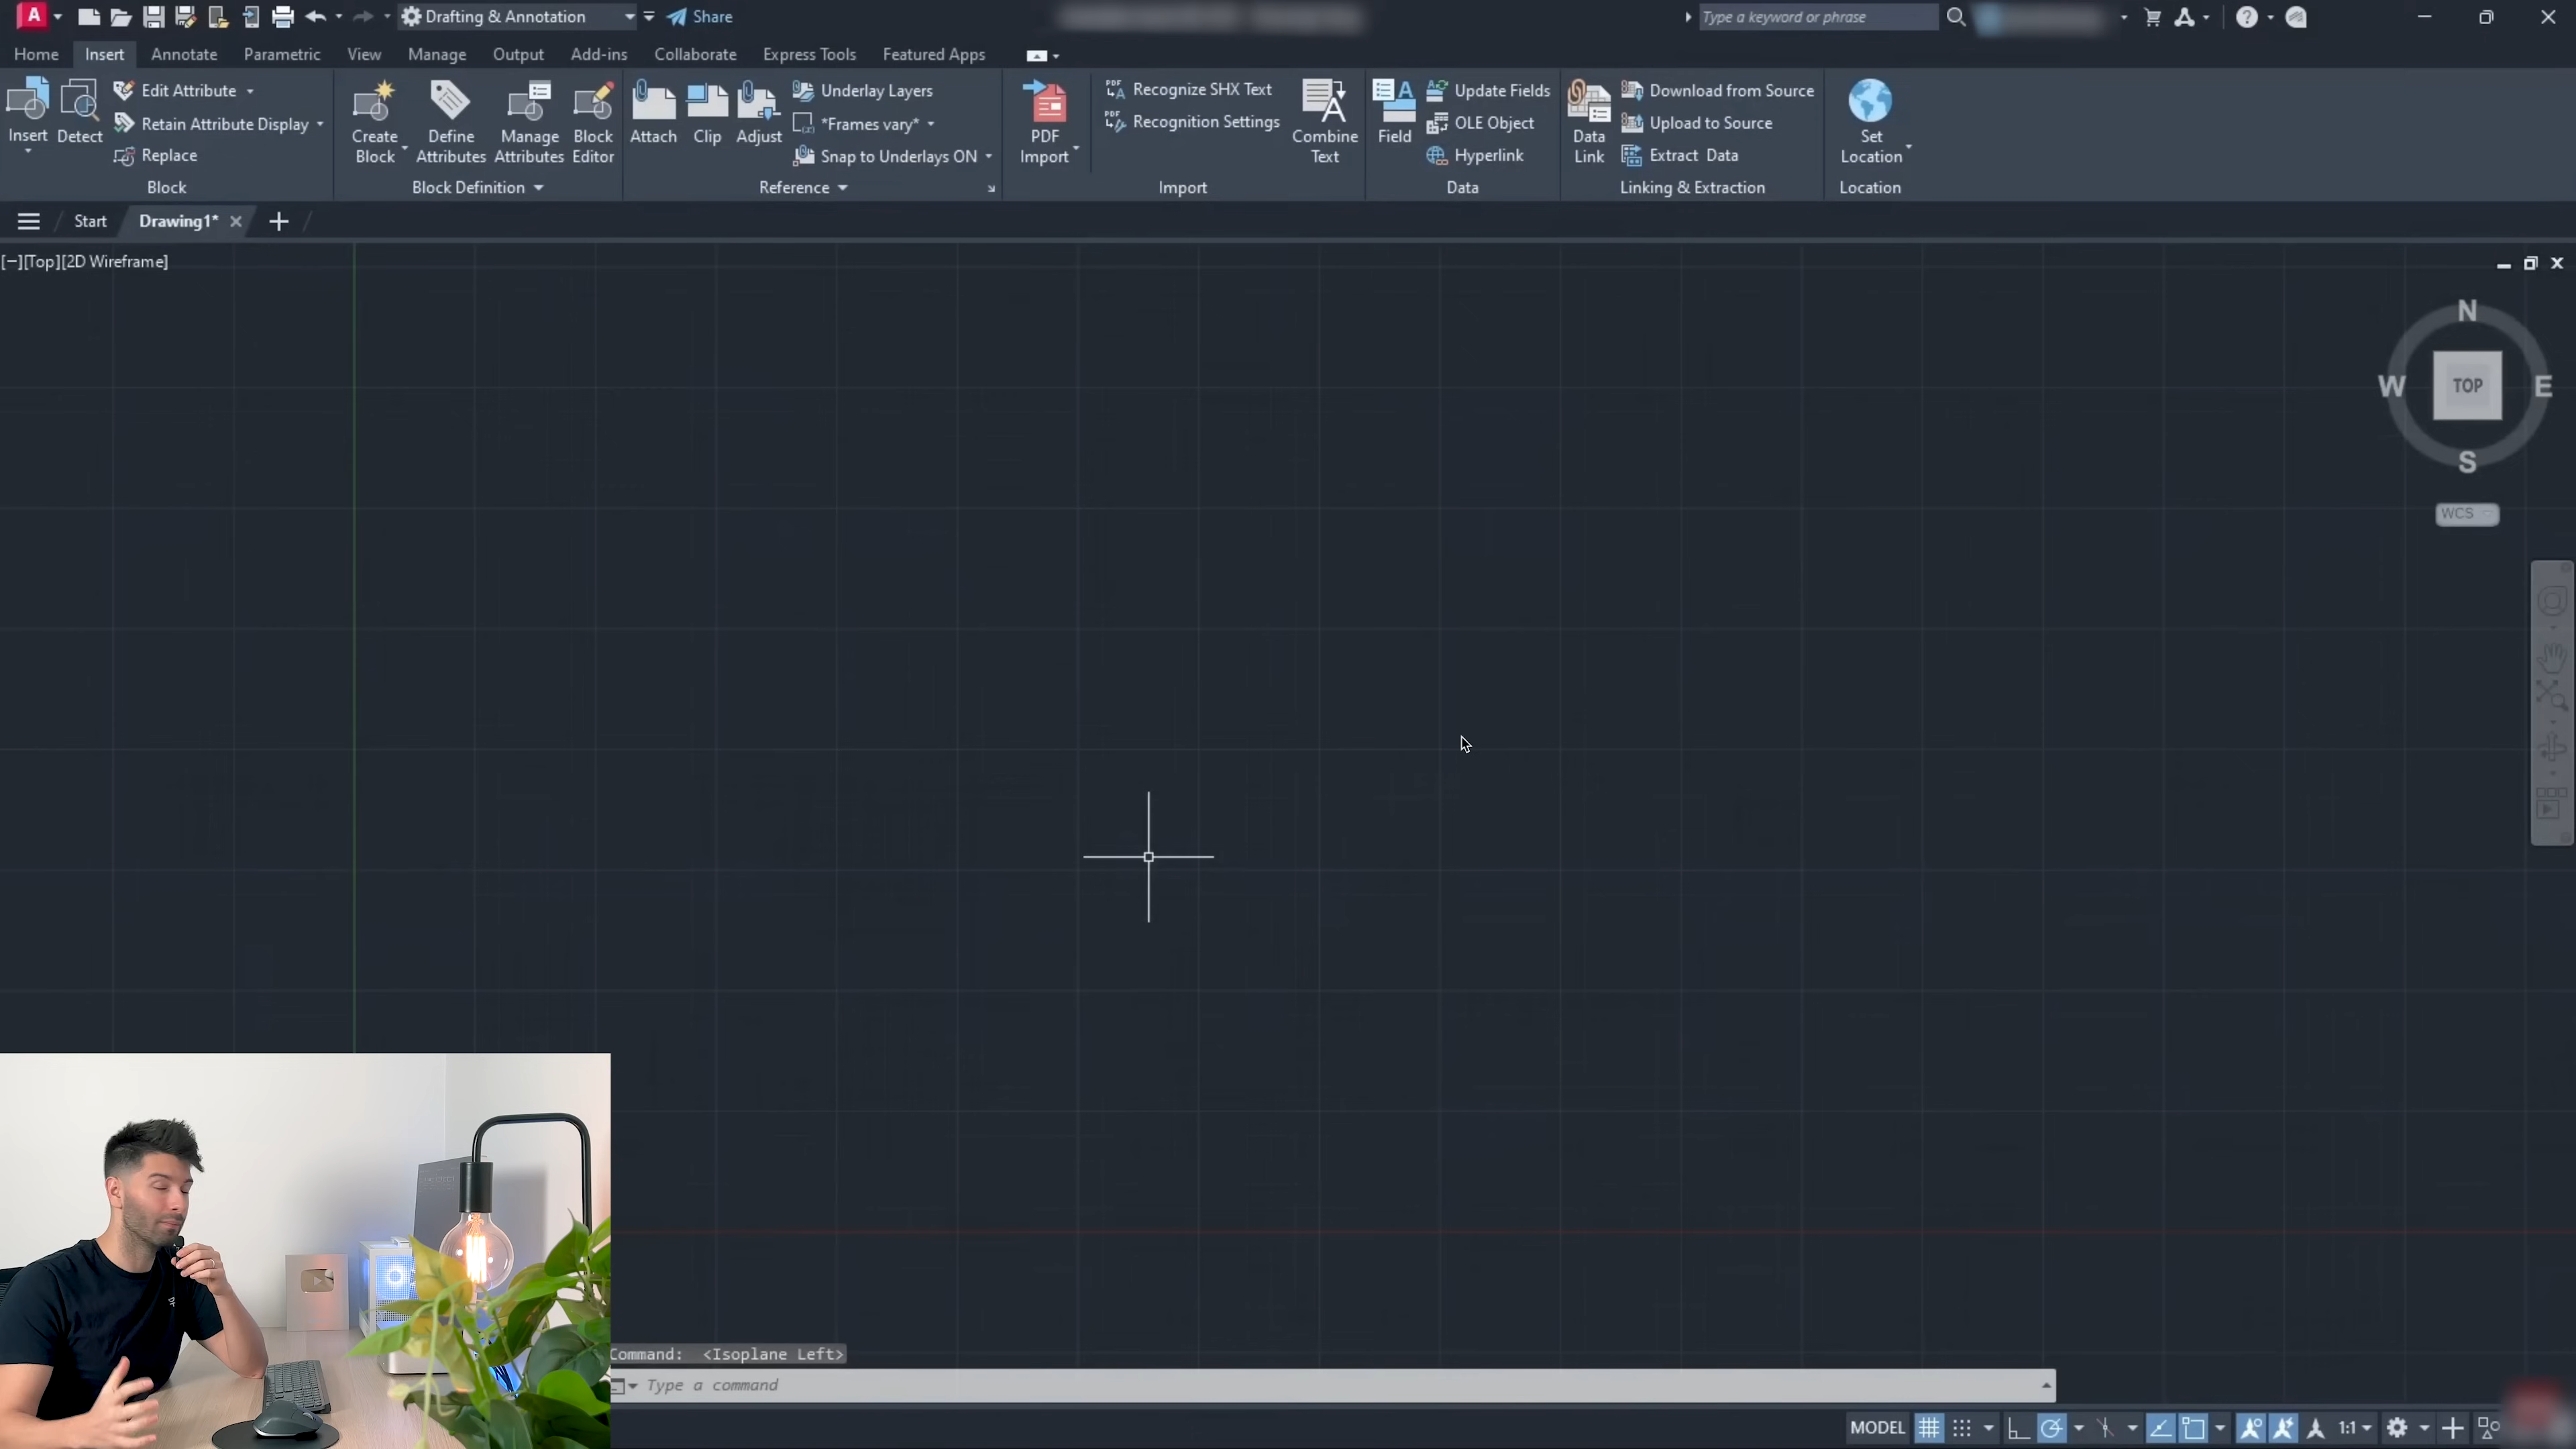 A
Drafting & Annotation
Share
Type a keyword or phrase
Home
Insert
Annotate
Parametric
View
Manage
Output
Add-ins
Collaborate
Express Tools
Featured Apps
Insert
Detect
Edit Attribute
Retain Attribute Display
Replace
Block
Create
Block
Define
Attributes
Manage
Attributes
Block
Editor
Block Definition
Attach
Clip
Adjust
Underlay Layers
*Frames vary*
Snap to Underlays ON
Reference
PDF
Import
Recognize SHX Text
Recognition Settings
Combine
Text
Import
Field
Update Fields
OLE Object
Hyperlink
Data
Data
Link
Download from Source
Upload to Source
Extract Data
Linking & Extraction
Set
Location
Location
Start
Drawing1*
[−][Top][2D Wireframe]
N
W
TOP
E
S
WCS
Command: <Isoplane Left>
Type a command
MODEL
1:1